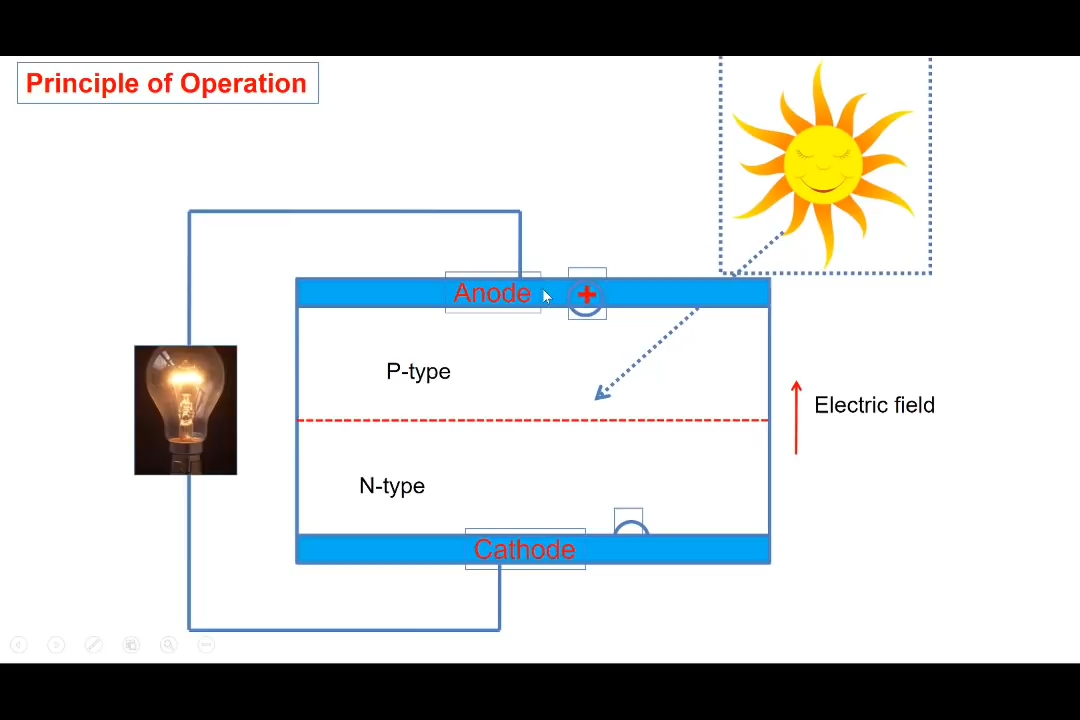 Principle of Operation
Anode
+
P-type
Electric field
N-type
Cathode